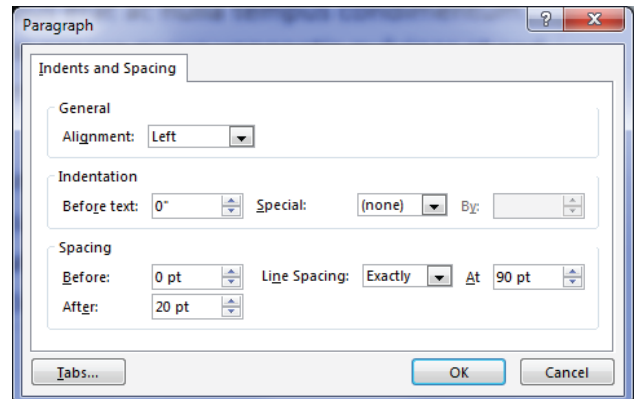 Paragraph
Indents and Spacing
General
Alignment: Left
Indentation
Before text: 0" Special: (none) By:
Spacing
Before: 0 pt Line Spacing: Exactly At 90 pt
After: 20 pt
Tabs... OK Cancel